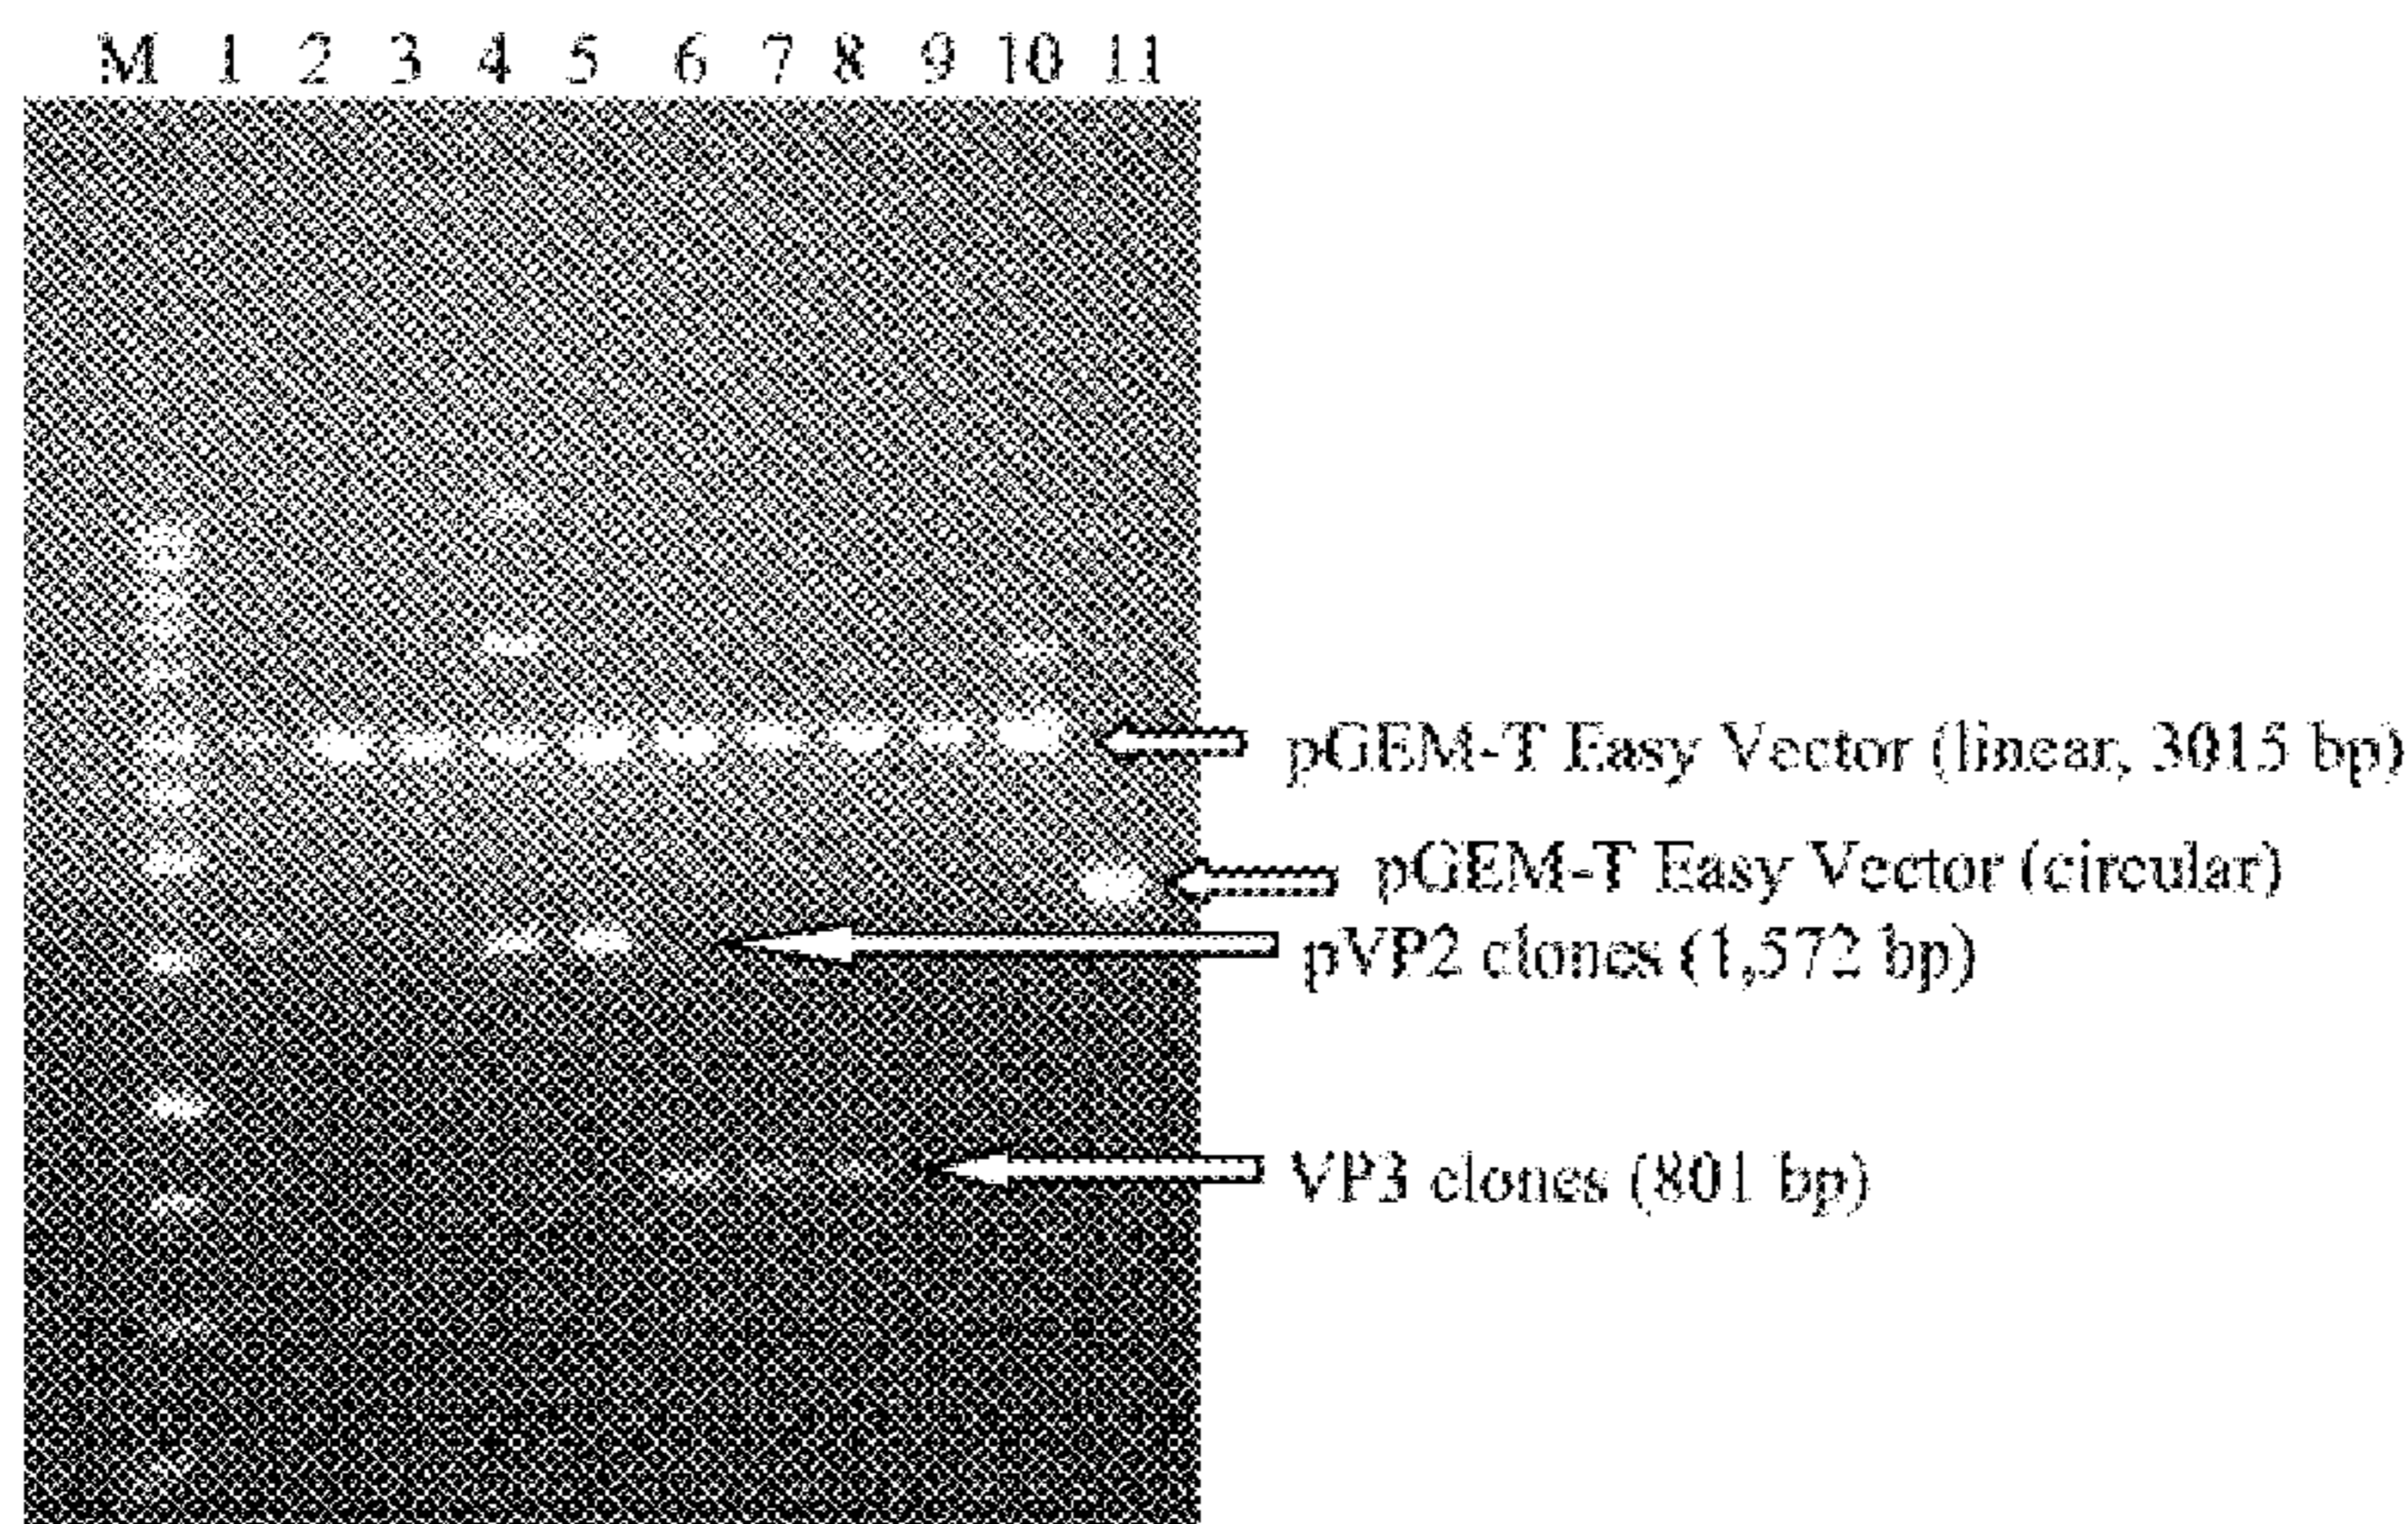 M 1 2 3 4 5 6 7 8 9 10 11
pGEM-T Easy Vector (linear, 3015 bp)
pGEM-T Easy Vector (circular)
pVP2 clones (1,572 bp)
VP3 clones (801 bp)